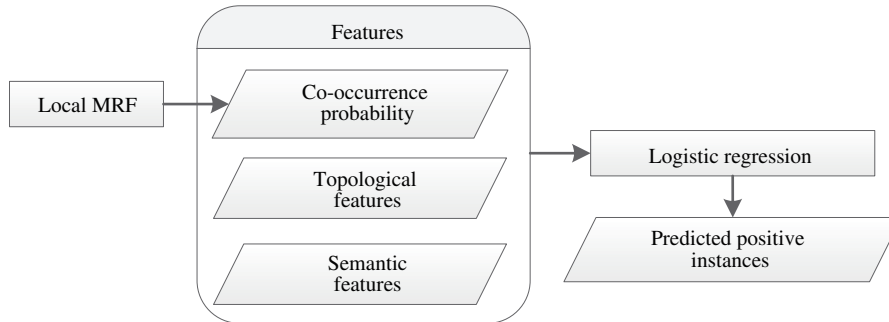 Features
Local MRF
Co-occurrence
probability
Topological
features
Semantic
features
Logistic regression
Predicted positive
instances